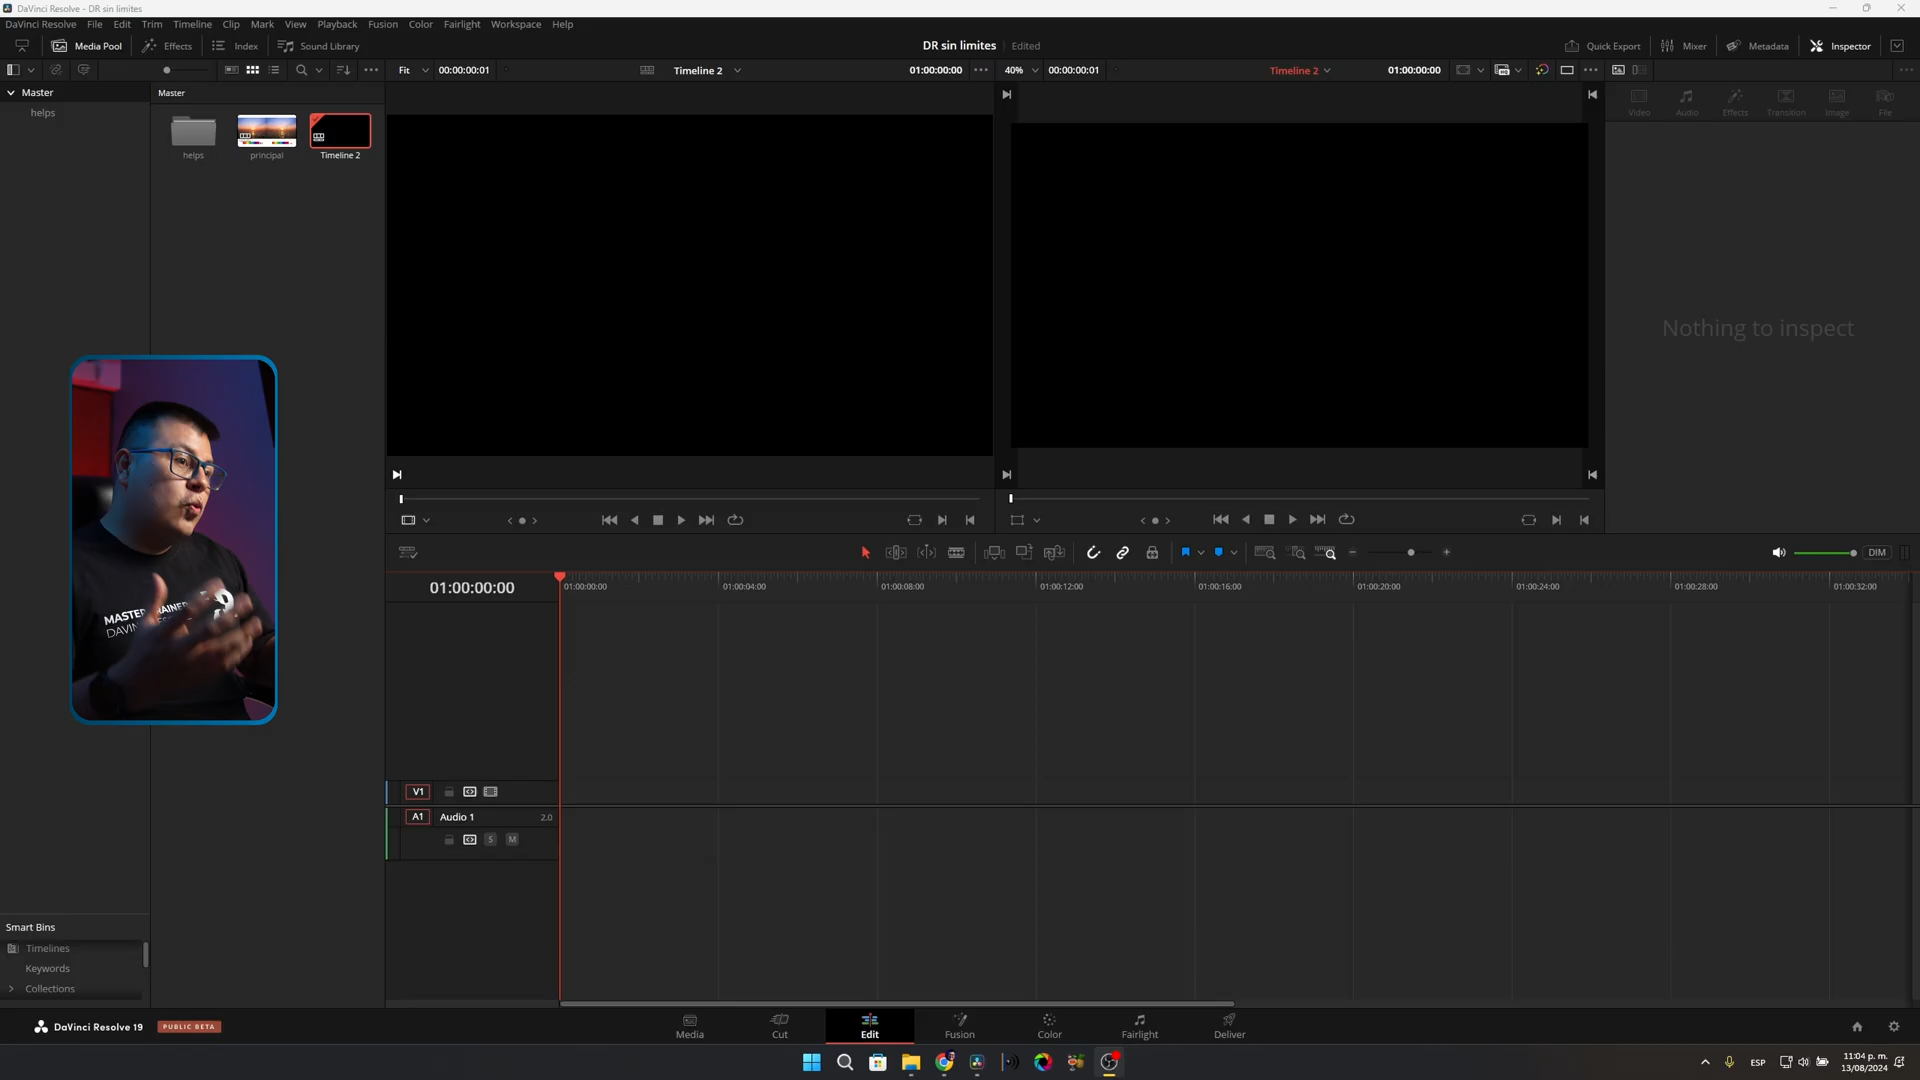 DaVinci Resolve - DR sin limites
DaVinci Resolve File Edit Trim Timeline Clip Mark View Playback Fusion Color Fairlight Workspace Help
Media Pool Effects Index Sound Library DR sin limites Edited Quick Export Mixer Metadata Inspector
Fit 00:00:00:01 Timeline 2 01:00:00:00 40% 00:00:00:01 Timeline 2 01:00:00:00
Master Master
helps
Video Audio Effects Transition Image File
helps principal Timeline 2
Nothing to inspect
DIM
01:00:00:00
01:00:00:00 01:00:04:00 01:00:08:00 01:00:12:00 01:00:16:00 01:00:20:00 01:00:24:00 01:00:28:00 01:00:32:00
V1
A1 Audio 1 2.0
S M
Smart Bins
Timelines
Keywords
Collections
DaVinci Resolve 19 PUBLIC BETA
Media Cut Edit Fusion Color Fairlight Deliver
ESP
11:04 p. m.
13/08/2024